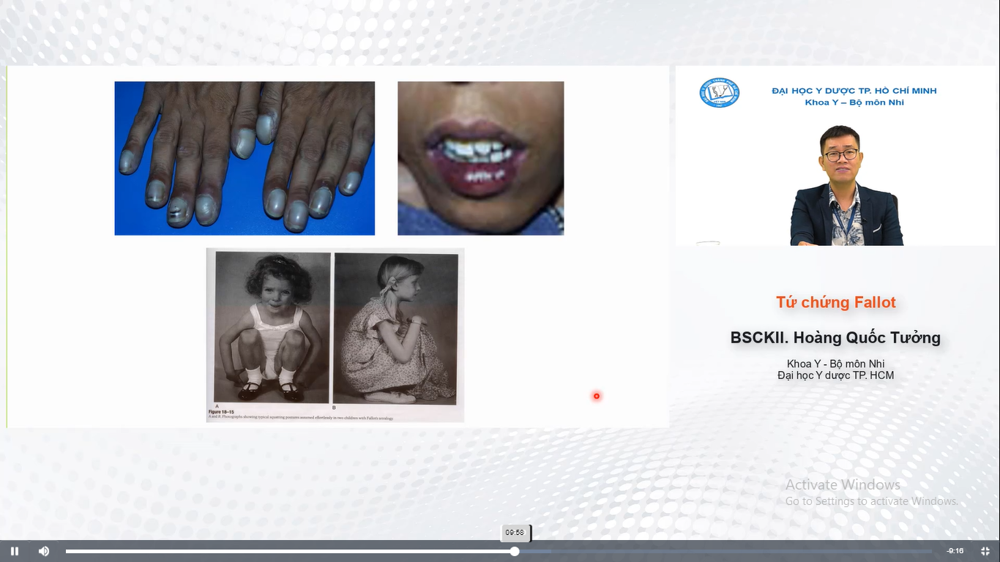 ĐẠI HỌC Y DƯỢC TP. HỒ CHÍ MINH
Khoa Y – Bộ môn Nhi
A
B
Figure 18–15
A and B, Photographs showing typical squatting postures assumed effortlessly in two children with Fallot's tetralogy.
Tứ chứng Fallot
BSCKII. Hoàng Quốc Tưởng
Khoa Y - Bộ môn Nhi
Đại học Y dược TP. HCM
Activate Windows
Go to Settings to activate Windows.
09:58
-9:16